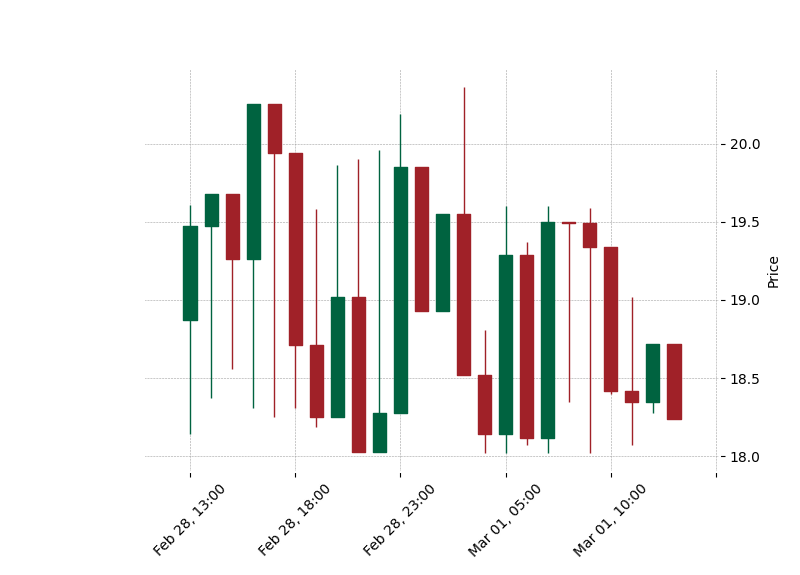 20.0
19.5
19.0
18.5
18.0
Price
Feb 28, 13:00
Feb 28, 18:00
Feb 28, 23:00
Mar 01, 05:00
Mar 01, 10:00